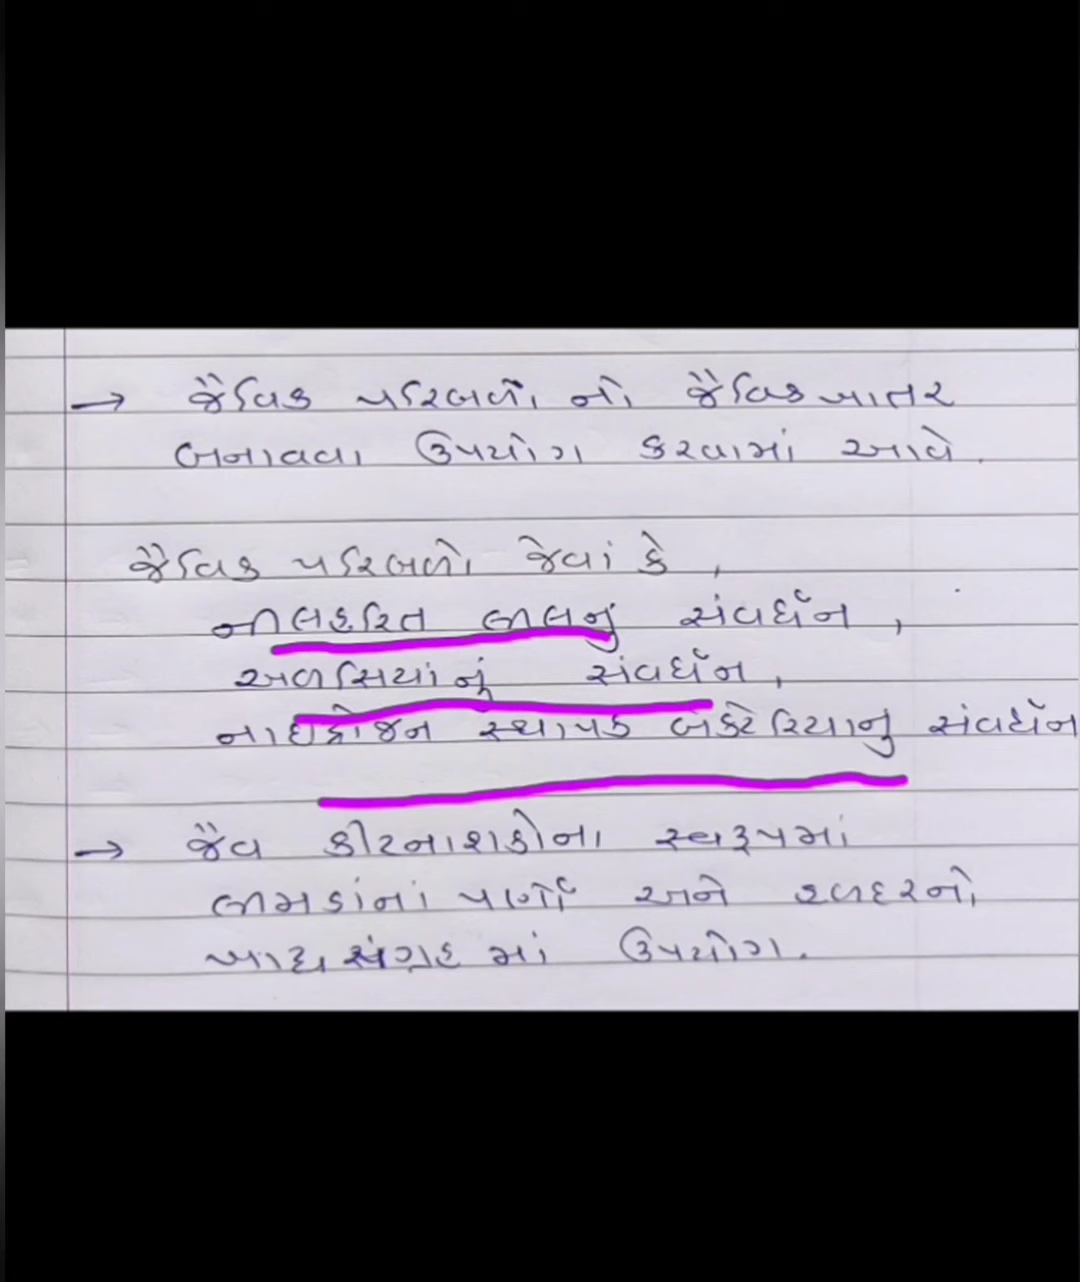 → જૈવિક પરિબળો નો જૈવિક ખાતર
બનાવવા ઉપયોગ કરવામાં આવે.
જૈવિક પરિબળો જેવાં કે,
નીલહરિત લીલનું સંવર્ધન,
અળસિયાંનું સંવર્ધન,
નાઇટ્રોજન સ્થાપક બેક્ટેરિયાનું સંવર્ધન
→ જૈવ કીટનાશકોના સ્વરૂપમાં
લીમડાંનાં પર્ણો અને હળદરનો
ખાદ્ય સંગ્રહ માં ઉપયોગ.